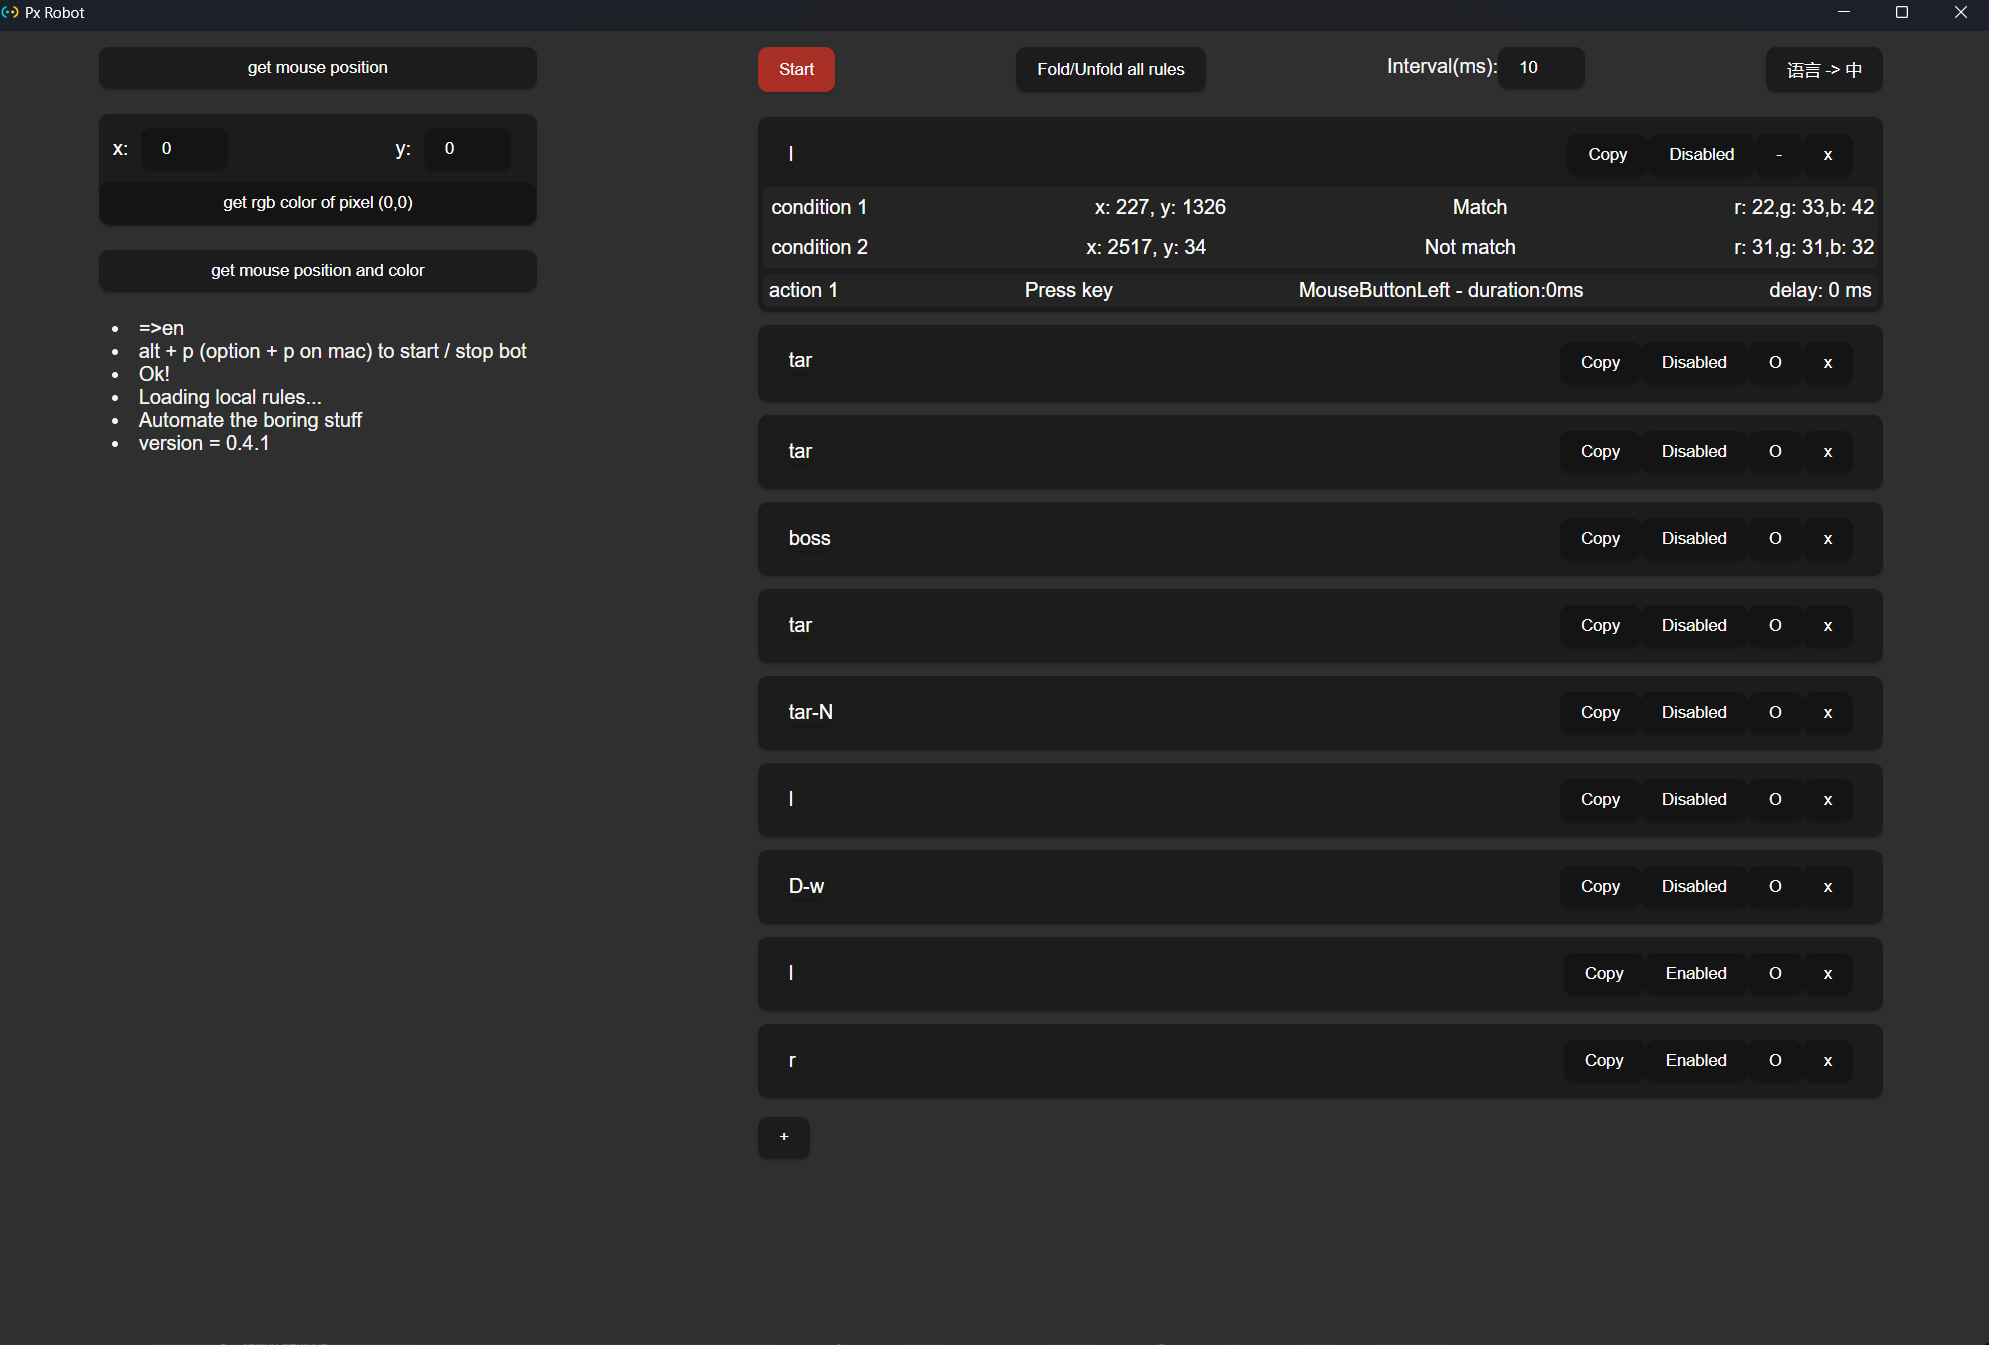 Px Robot
get mouse position
x: 0 y: 0
get rgb color of pixel (0,0)
get mouse position and color
=>en
alt + p (option + p on mac) to start / stop bot
Ok!
Loading local rules...
Automate the boring stuff
version = 0.4.1
Start Fold/Unfold all rules Interval(ms): 10 语言 -> 中
l Copy Disabled - x
condition 1 x: 227, y: 1326 Match r: 22,g: 33,b: 42
condition 2 x: 2517, y: 34 Not match r: 31,g: 31,b: 32
action 1 Press key MouseButtonLeft - duration:0ms delay: 0 ms
tar Copy Disabled O x
tar Copy Disabled O x
boss Copy Disabled O x
tar Copy Disabled O x
tar-N Copy Disabled O x
l Copy Disabled O x
D-w Copy Disabled O x
l Copy Enabled O x
r Copy Enabled O x
+